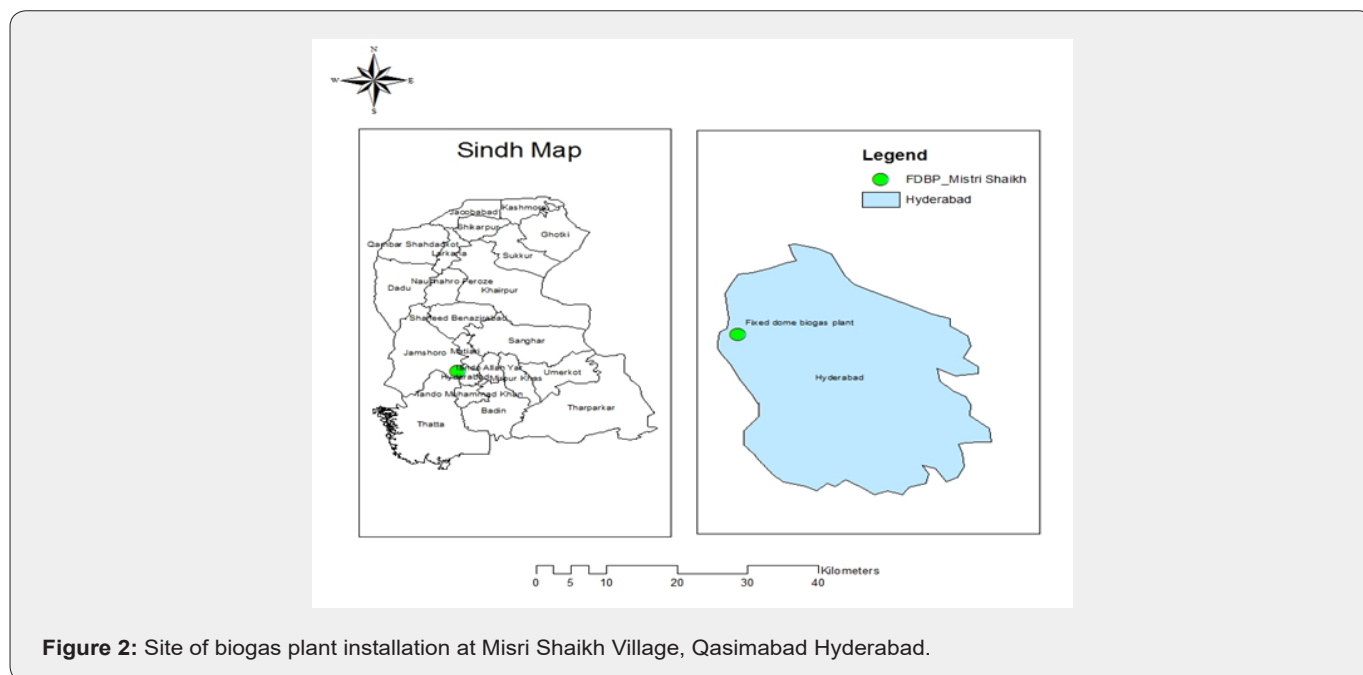 N
W E
S
Sindh Map
Jacobabad
Kashmore
Shikarpur
Ghotki
Qambar Shahdadkot
Larkana
Sukkur
Naushahro Feroze
Dadu
Khairpur
Shaheed Benazirabad
Sanghar
Jamshoro
Matiari
Tando Allah Yar
Hyderabad
Mirpur Khas
Umerkot
Tando Muhammad Khan
Badin
Tharparkar
Thatta
Legend
FDBP_Mistri Shaikh
Hyderabad
Fixed dome biogas plant
Hyderabad
Kilometers
0 5 10 20 30 40
Figure 2: Site of biogas plant installation at Misri Shaikh Village, Qasimabad Hyderabad.